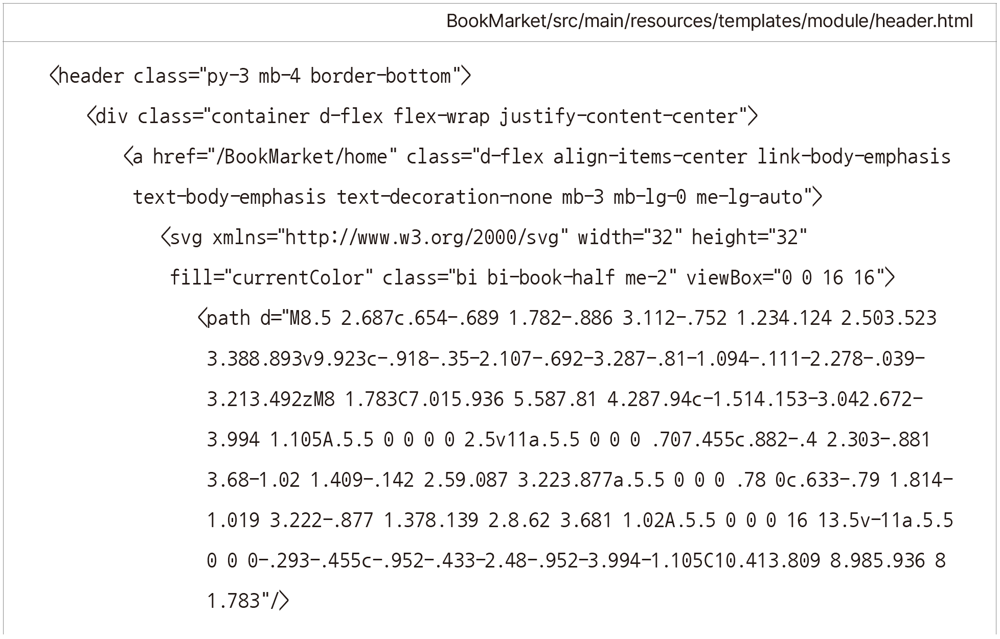 BookMarket/src/main/resources/templates/module/header.html
<header class="py-3 mb-4 border-bottom">
<div class="container d-flex flex-wrap justify-content-center">
<a href="/BookMarket/home" class="d-flex align-items-center link-body-emphasis
text-body-emphasis text-decoration-none mb-3 mb-lg-0 me-lg-auto">
<svg xmlns="http://www.w3.org/2000/svg" width="32" height="32"
fill="currentColor" class="bi bi-book-half me-2" viewBox="0 0 16 16">
<path d="M8.5 2.687c.654-.689 1.782-.886 3.112-.752 1.234.124 2.503.523
3.388.893v9.923c-.918-.35-2.107-.692-3.287-.81-1.094-.111-2.278-.039-
3.213.492zM8 1.783C7.015.936 5.587.81 4.287.94c-1.514.153-3.042.672-
3.994 1.105A.5.5 0 0 0 0 2.5v11a.5.5 0 0 0 .707.455c.882-.4 2.303-.881
3.68-1.02 1.409-.142 2.59.087 3.223.877a.5.5 0 0 0 .78 0c.633-.79 1.814-
1.019 3.222-.877 1.378.139 2.8.62 3.681 1.02A.5.5 0 0 0 16 13.5v-11a.5.5
0 0 0-.293-.455c-.952-.433-2.48-.952-3.994-1.105C10.413.809 8.985.936 8
1.783"/>